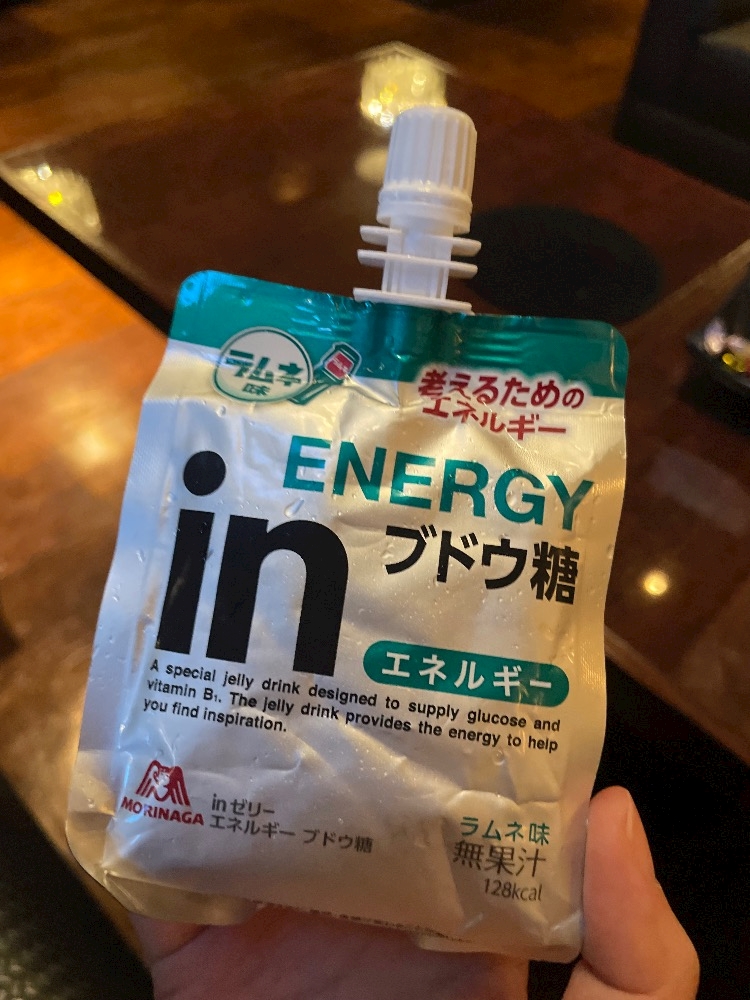 ラムネ
味
考えるための
エネルギー
ENERGY
in
ブドウ糖
エネルギー
A special jelly drink designed to supply glucose and
vitamin B₁. The jelly drink provides the energy to help
you find inspiration.
MORINAGA
inゼリー
エネルギー ブドウ糖
ラムネ味
無果汁
128kcal